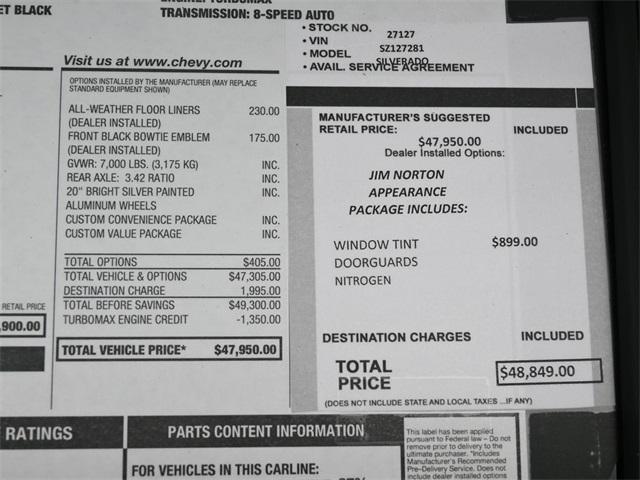 ET BLACK
ENGINE: TURBOMAX
TRANSMISSION: 8-SPEED AUTO
Visit us at www.chevy.com
OPTIONS INSTALLED BY THE MANUFACTURER (MAY REPLACE
STANDARD EQUIPMENT SHOWN)
ALL-WEATHER FLOOR LINERS 230.00
(DEALER INSTALLED)
FRONT BLACK BOWTIE EMBLEM 175.00
(DEALER INSTALLED)
GVWR: 7,000 LBS. (3,175 KG) INC.
REAR AXLE: 3.42 RATIO INC.
20" BRIGHT SILVER PAINTED INC.
ALUMINUM WHEELS
CUSTOM CONVENIENCE PACKAGE INC.
CUSTOM VALUE PACKAGE INC.
TOTAL OPTIONS $405.00
TOTAL VEHICLE & OPTIONS $47,305.00
DESTINATION CHARGE 1,995.00
TOTAL BEFORE SAVINGS $49,300.00
TURBOMAX ENGINE CREDIT -1,350.00
TOTAL VEHICLE PRICE* $47,950.00
RETAIL PRICE
,900.00
• STOCK NO. 27127
• VIN SZ127281
• MODEL SILVERADO
• AVAIL. SERVICE AGREEMENT
MANUFACTURER'S SUGGESTED
RETAIL PRICE: INCLUDED
$47,950.00
Dealer Installed Options:
JIM NORTON
APPEARANCE
PACKAGE INCLUDES:
WINDOW TINT $899.00
DOORGUARDS
NITROGEN
DESTINATION CHARGES INCLUDED
TOTAL
PRICE $48,849.00
(DOES NOT INCLUDE STATE AND LOCAL TAXES ...IF ANY)
RATINGS
PARTS CONTENT INFORMATION
FOR VEHICLES IN THIS CARLINE:
This label has been applied
pursuant to Federal law – Do not
remove prior to delivery to the
ultimate purchaser. *Includes
Manufacturer's Recommended
Pre-Delivery Service. Does not
include dealer installed options